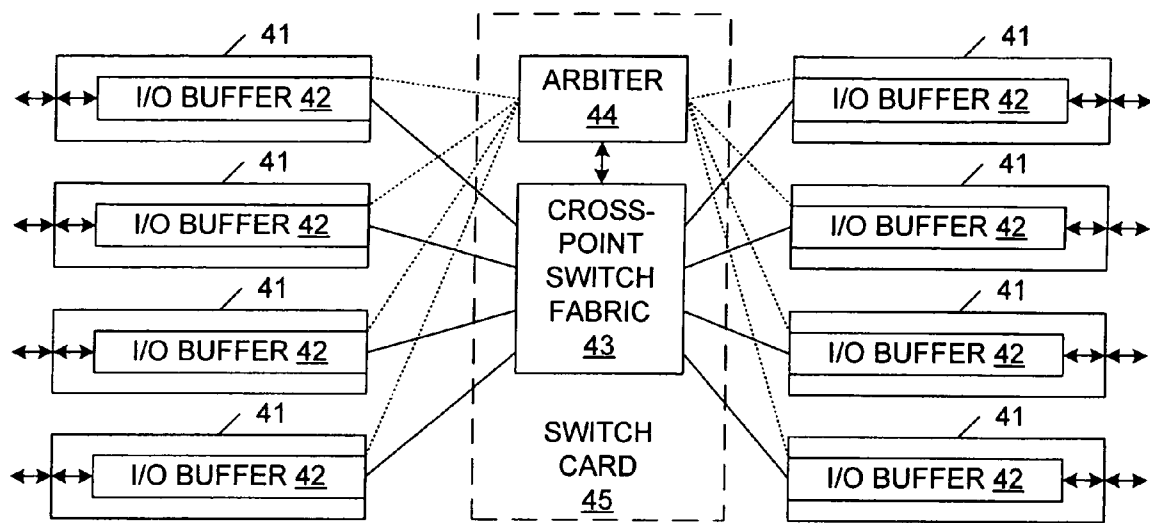 41
I/O BUFFER 42
41
I/O BUFFER 42
41
I/O BUFFER 42
41
I/O BUFFER 42
ARBITER
44
CROSS-
POINT
SWITCH
FABRIC
43
SWITCH
CARD
45
41
I/O BUFFER 42
41
I/O BUFFER 42
41
I/O BUFFER 42
41
I/O BUFFER 42